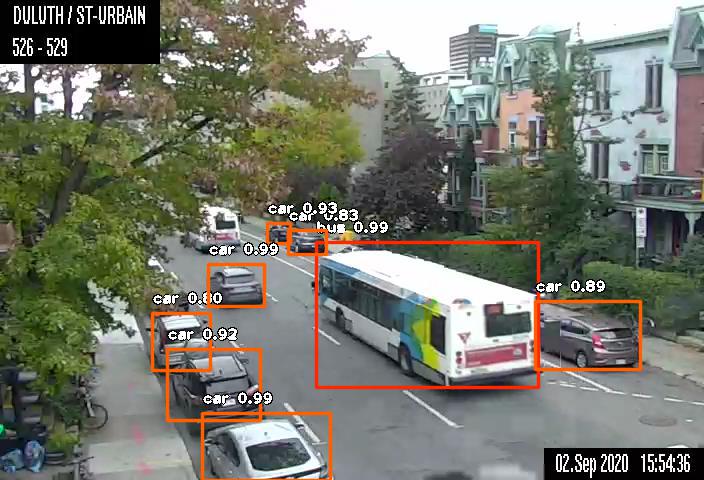 DULUTH / ST-URBAIN
526 - 529
car 0.93
car 0.83
bus 0.99
car 0.99
car 0.89
car 0.80
car 0.92
car 0.99
02.Sep 2020 15:54:36